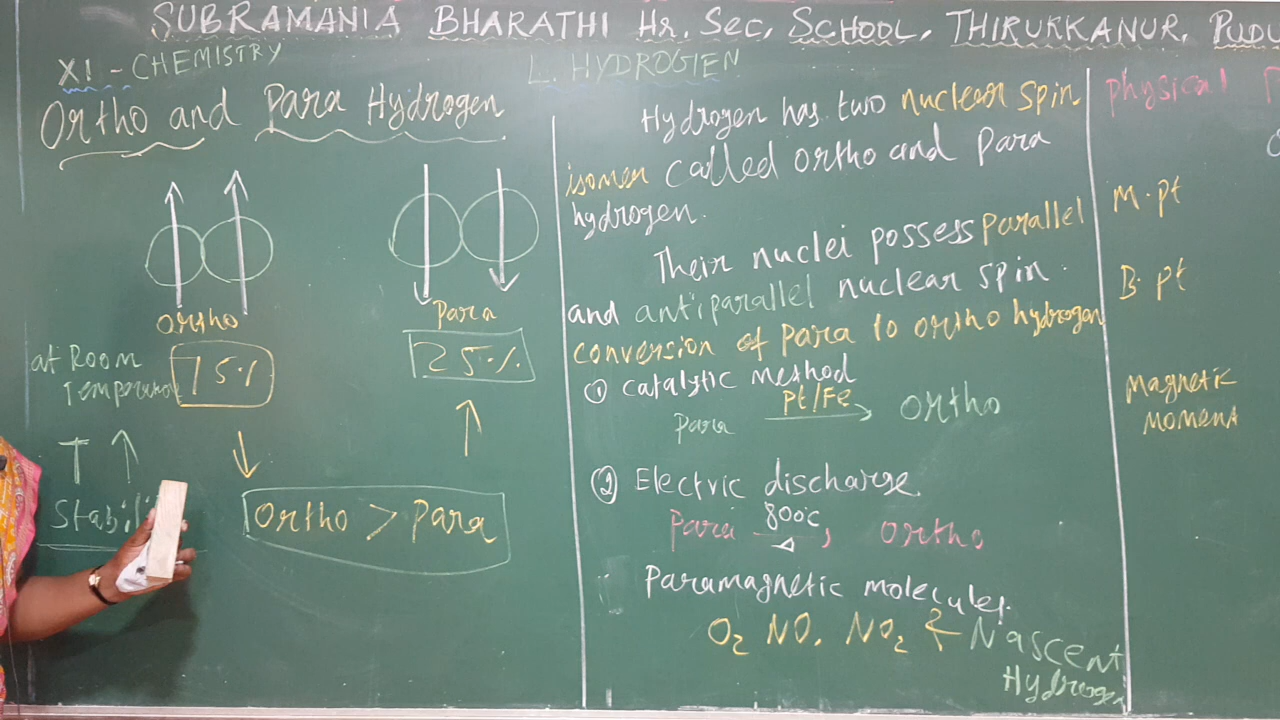 SUBRAMANIA BHARATHI Hr. Sec. SCHOOL, THIRUKKANUR. PUDU
XI - CHEMISTRY
L. HYDROGEN
Ortho and Para Hydrogen
ortho
Para
at Room
75%
25%
T ↑
Ortho > Para
Hydrogen has two nuclear spin
isomer called ortho and para
hydrogen.
Their nuclei possess parallel
and antiparallel nuclear spin.
conversion of para to ortho hydrogen
① catalytic method
Para Pt/Fe → ortho
② Electric discharge.
Para 800°C Δ → ortho
Paramagnetic molecules.
O₂ NO, NO₂ ← Nascent
Hydrogen
Physical
M. pt
B. pt
Magnetic
moment